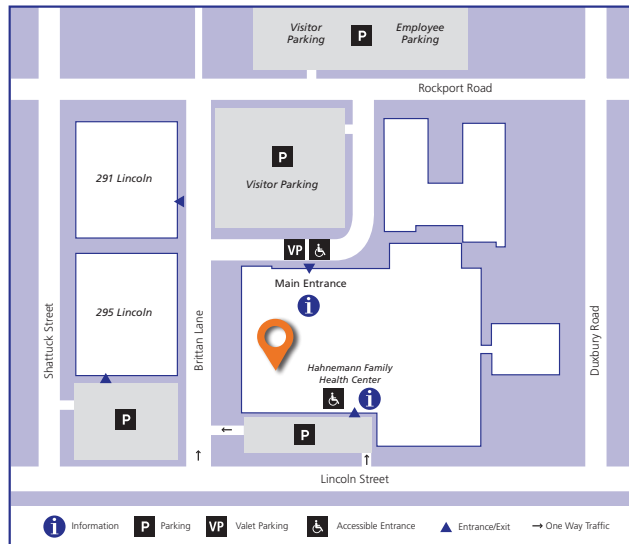 Visitor
Parking
P
Employee
Parking
Rockport Road
291 Lincoln
P
Visitor Parking
VP
Main Entrance
i
295 Lincoln
Shattuck Street
Brittan Lane
Duxbury Road
Hahnemann Family
Health Center
i
P
P
Lincoln Street
i Information
P Parking
VP Valet Parking
Accessible Entrance
Entrance/Exit
→ One Way Traffic